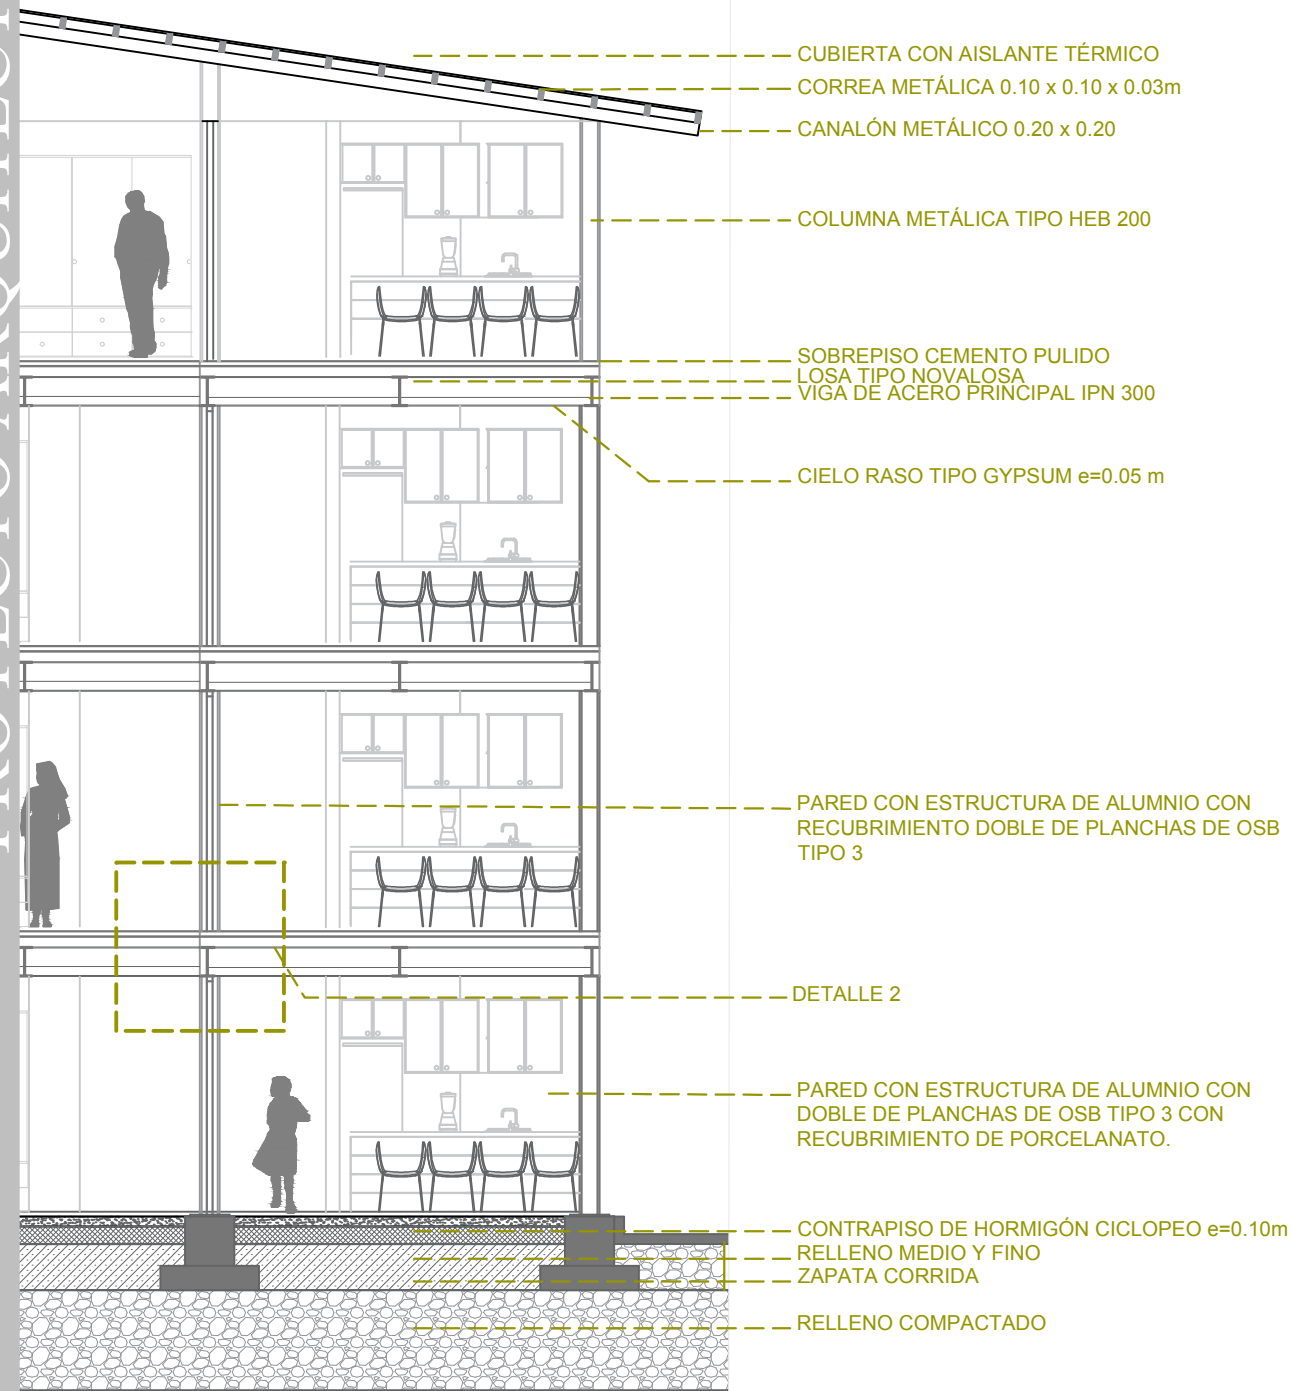 CUBIERTA CON AISLANTE TÉRMICO
CORREA METÁLICA 0.10 x 0.10 x 0.03m
CANALÓN METÁLICO 0.20 x 0.20
COLUMNA METÁLICA TIPO HEB 200
SOBREPISO CEMENTO PULIDO
LOSA TIPO NOVALOSA
VIGA DE ACERO PRINCIPAL IPN 300
CIELO RASO TIPO GYPSUM e=0.05 m
PARED CON ESTRUCTURA DE ALUMNIO CON
RECUBRIMIENTO DOBLE DE PLANCHAS DE OSB
TIPO 3
DETALLE 2
PARED CON ESTRUCTURA DE ALUMNIO CON
DOBLE DE PLANCHAS DE OSB TIPO 3 CON
RECUBRIMIENTO DE PORCELANATO.
CONTRAPISO DE HORMIGÓN CICLOPEO e=0.10m
RELLENO MEDIO Y FINO
ZAPATA CORRIDA
RELLENO COMPACTADO